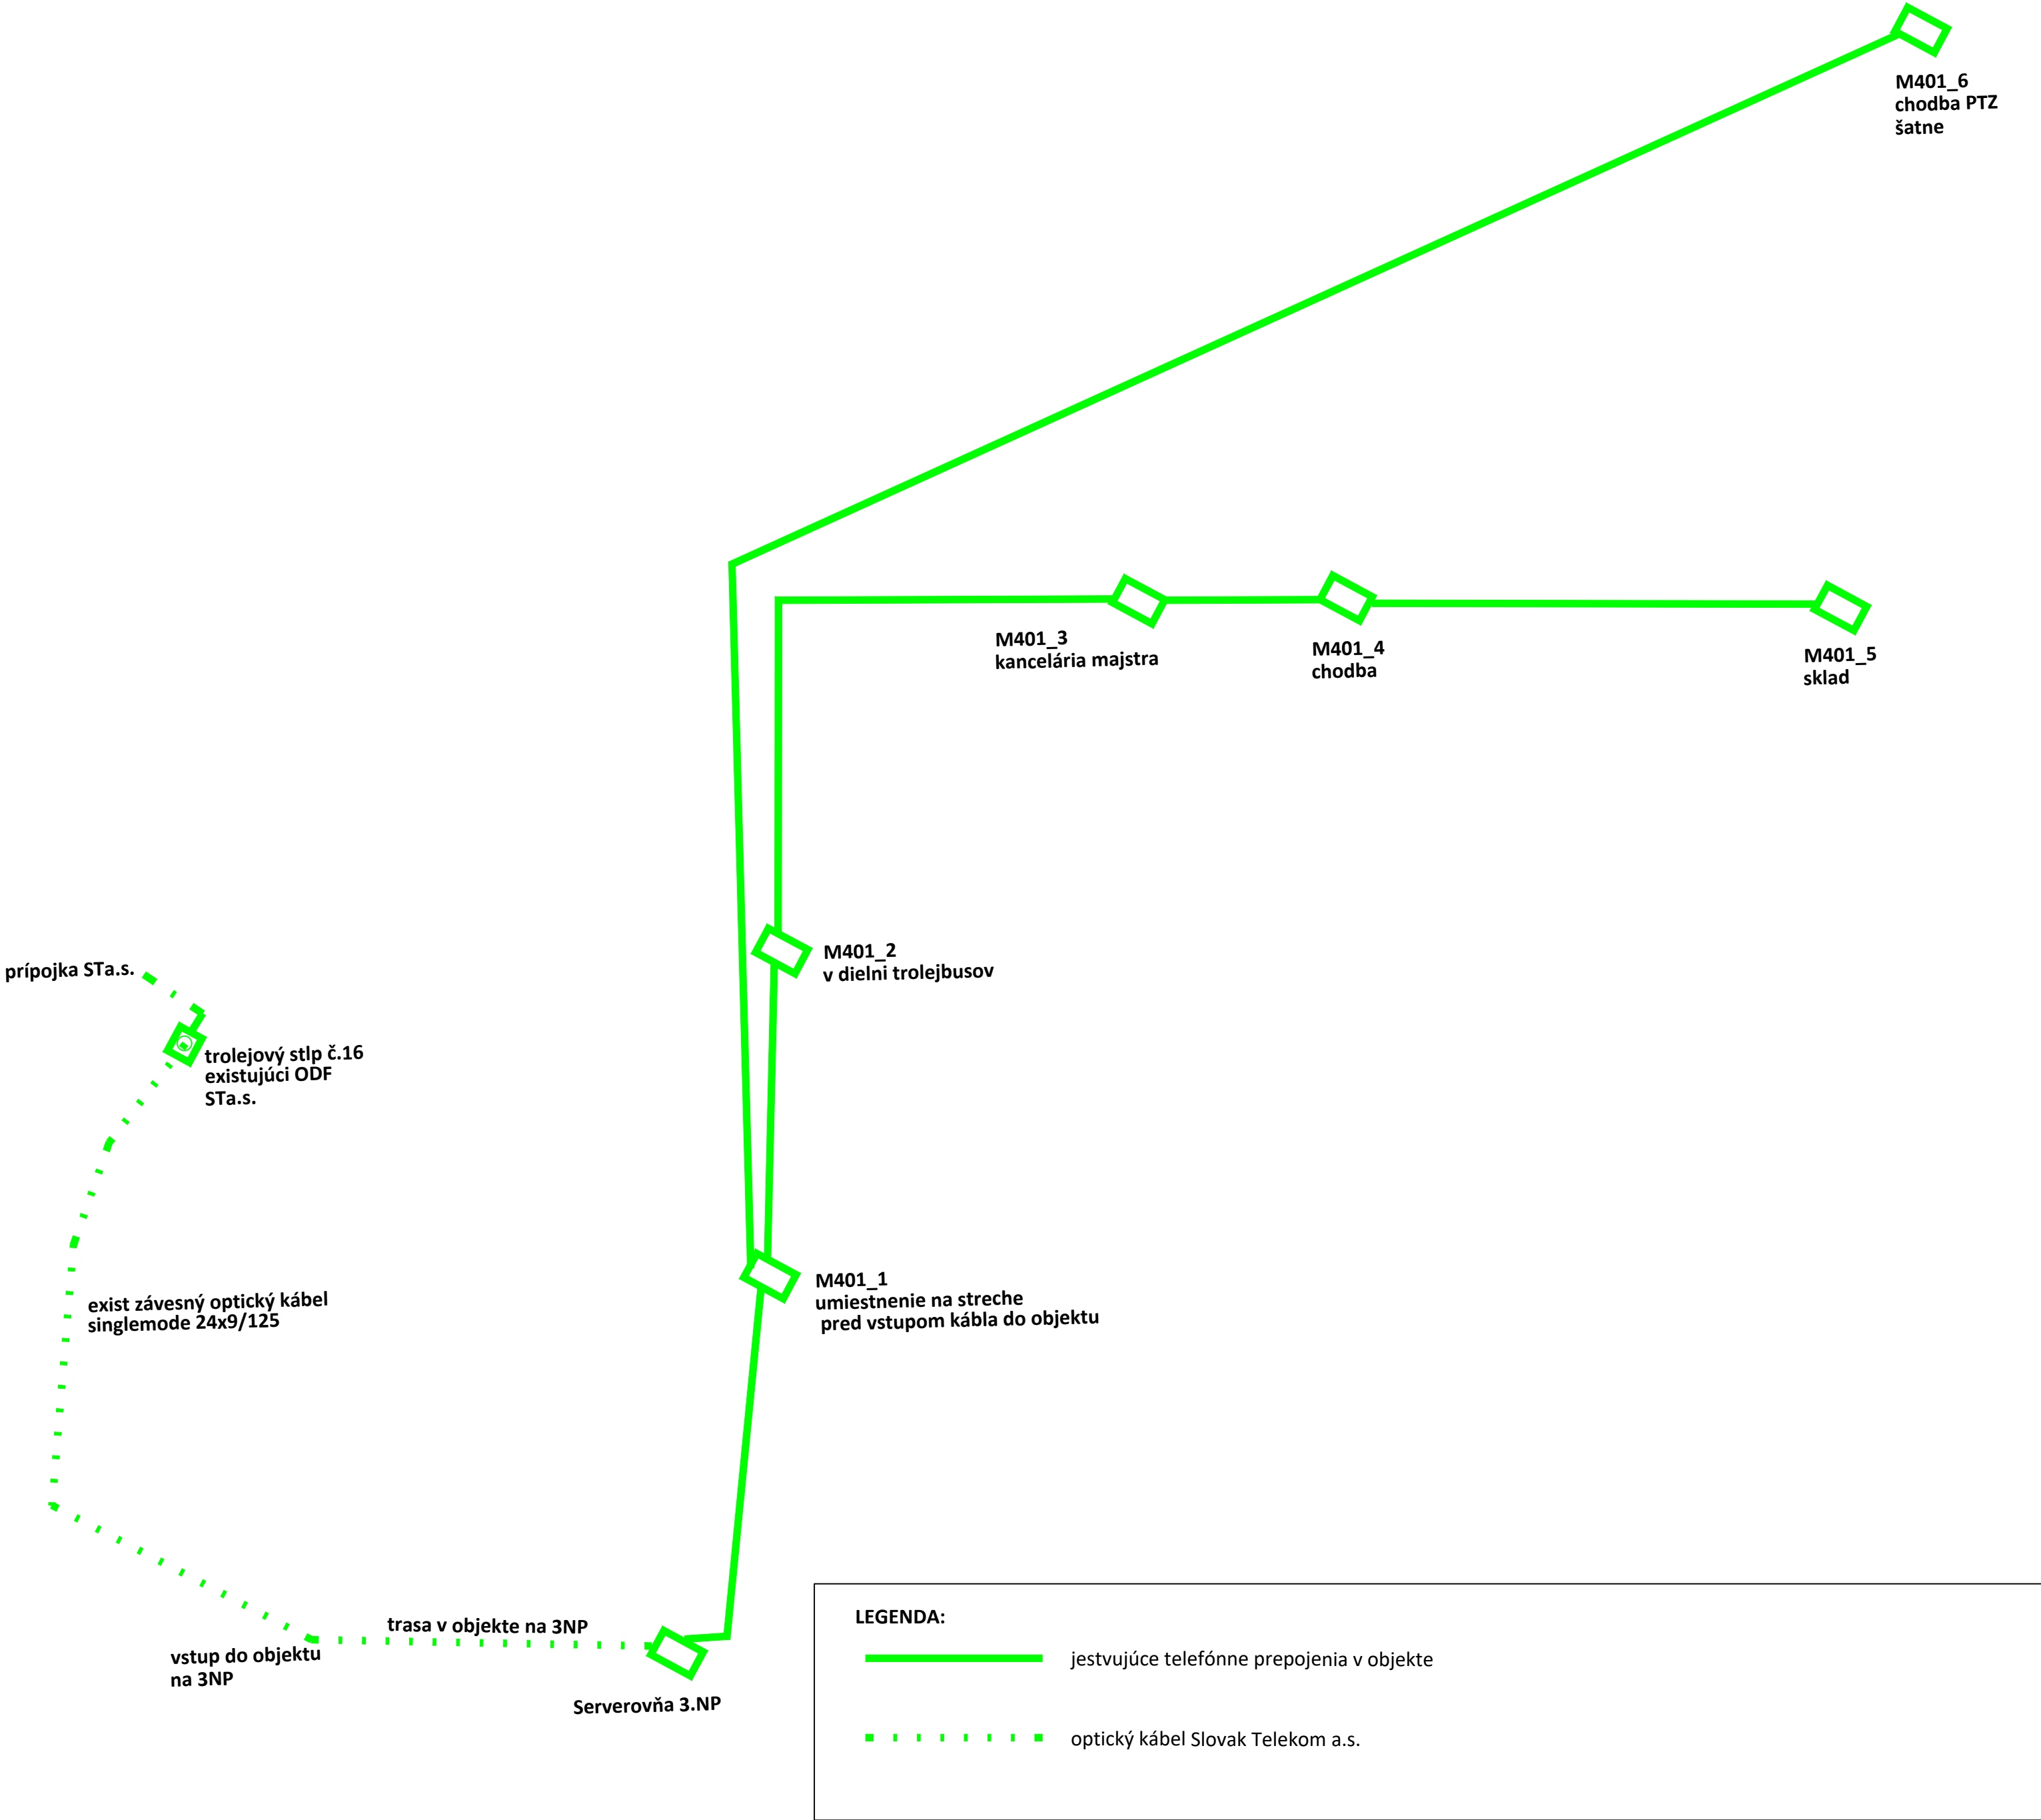 M401_6
chodba PTZ
šatne
M401_3
kancelária majstra
M401_4
chodba
M401_5
sklad
M401_2
v dielni trolejbusov
prípojka STa.s.
trolejový stlp č.16
existujúci ODF
STa.s.
M401_1
umiestnenie na streche
pred vstupom kábla do objektu
exist závesný optický kábel
singlemode 24x9/125
trasa v objekte na 3NP
vstup do objektu
na 3NP
Serverovňa 3.NP
LEGENDA:
jestvujúce telefónne prepojenia v objekte
optický kábel Slovak Telekom a.s.